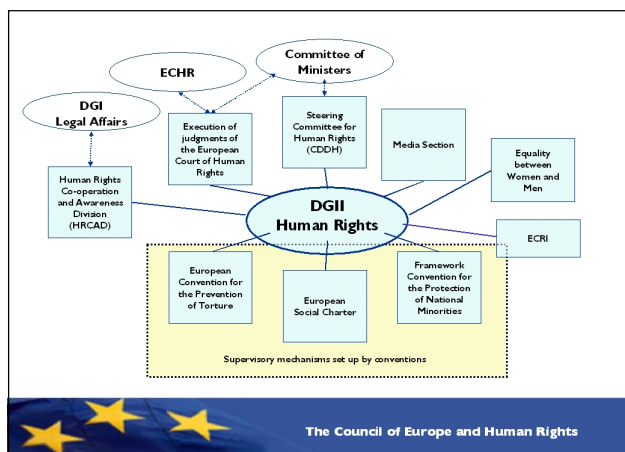 Committee of
Ministers
ECHR
DGI
Legal Affairs
Execution of
judgments of
the European
Court of Human
Rights
Steering
Committee for
Human Rights
(CDDH)
Media Section
Equality
between
Women and
Men
Human Rights
Co-operation
and Awareness
Division
(HRCAD)
DGII
Human Rights
ECRI
European
Convention for
the Prevention
of Torture
European
Social Charter
Framework
Convention for
the Protection
of National
Minorities
Supervisory mechanisms set up by conventions
The Council of Europe and Human Rights